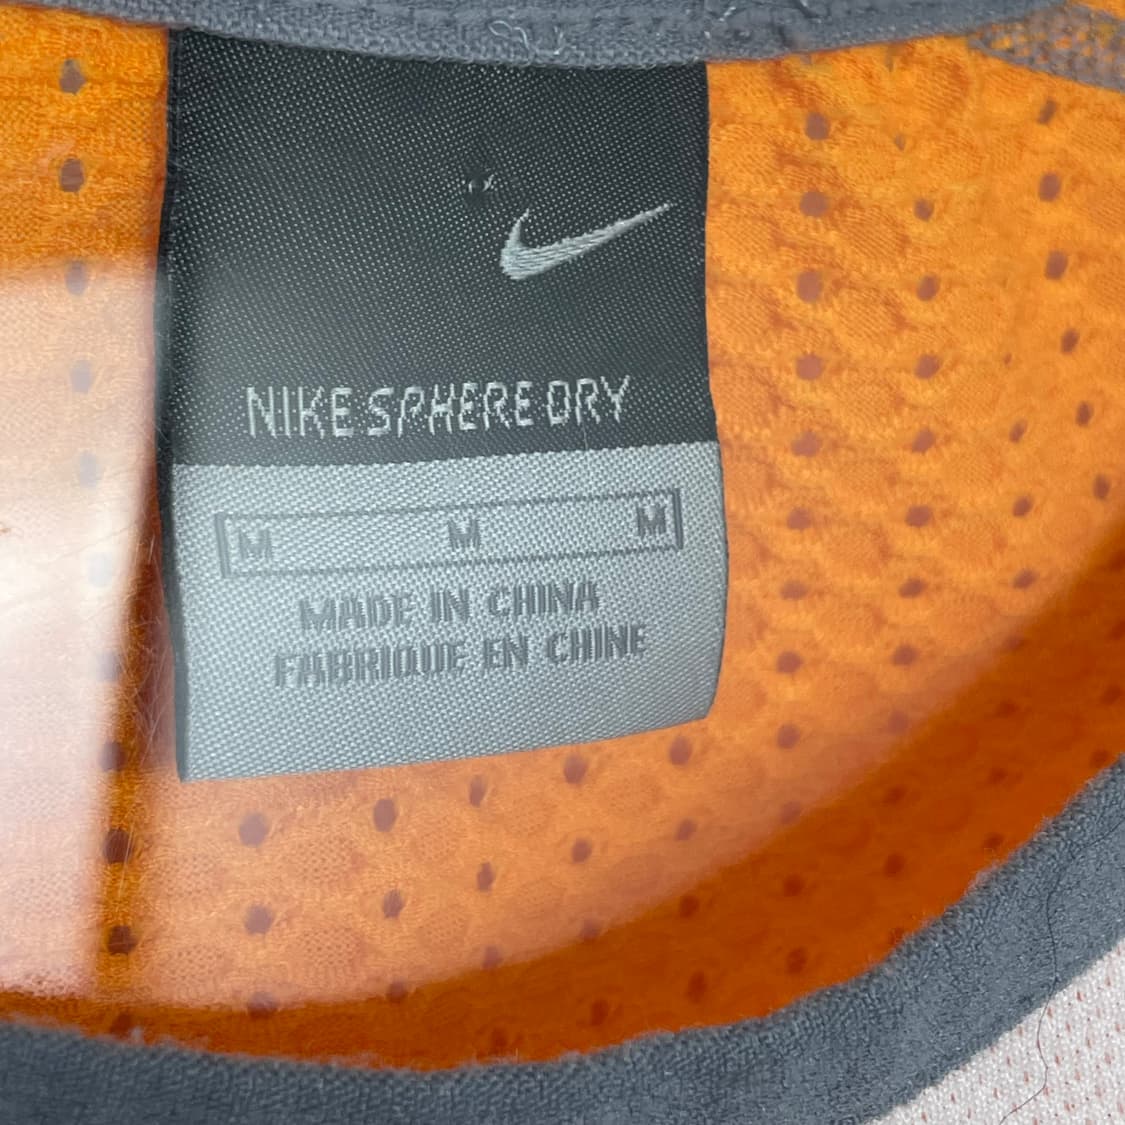 NIKE SPHERE DRY
M M M
MADE IN CHINA
FABRIQUE EN CHINE